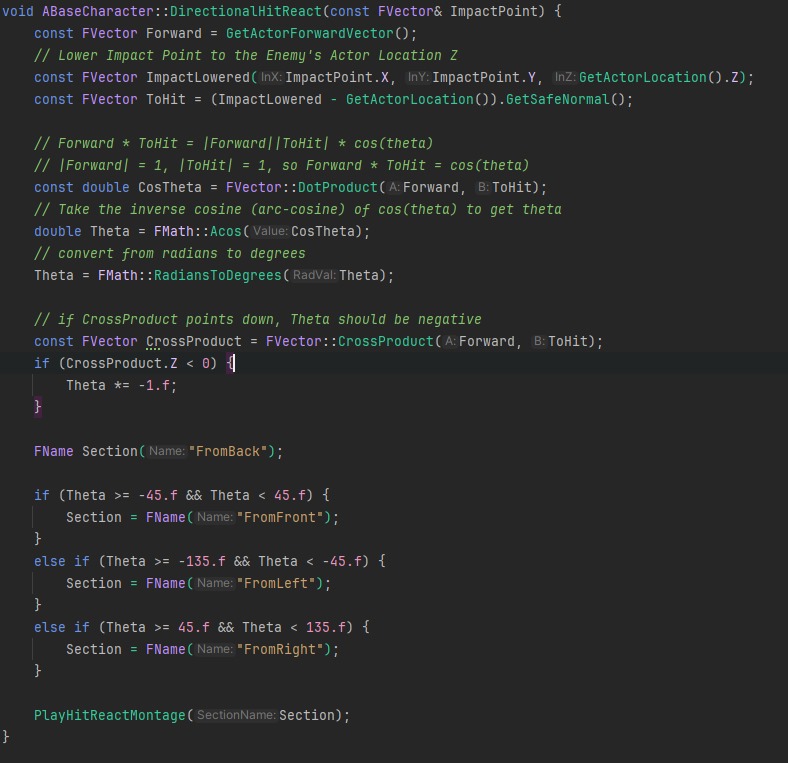 void ABaseCharacter::DirectionalHitReact(const FVector& ImpactPoint) {
    const FVector Forward = GetActorForwardVector();
    // Lower Impact Point to the Enemy's Actor Location Z
    const FVector ImpactLowered(InX: ImpactPoint.X, InY: ImpactPoint.Y, InZ: GetActorLocation().Z);
    const FVector ToHit = (ImpactLowered - GetActorLocation()).GetSafeNormal();

    // Forward * ToHit = |Forward||ToHit| * cos(theta)
    // |Forward| = 1, |ToHit| = 1, so Forward * ToHit = cos(theta)
    const double CosTheta = FVector::DotProduct(A: Forward, B: ToHit);
    // Take the inverse cosine (arc-cosine) of cos(theta) to get theta
    double Theta = FMath::Acos(Value: CosTheta);
    // convert from radians to degrees
    Theta = FMath::RadiansToDegrees(RadVal: Theta);

    // if CrossProduct points down, Theta should be negative
    const FVector CrossProduct = FVector::CrossProduct(A: Forward, B: ToHit);
    if (CrossProduct.Z < 0) {
        Theta *= -1.f;
    }

    FName Section(Name: "FromBack");

    if (Theta >= -45.f && Theta < 45.f) {
        Section = FName(Name: "FromFront");
    }
    else if (Theta >= -135.f && Theta < -45.f) {
        Section = FName(Name: "FromLeft");
    }
    else if (Theta >= 45.f && Theta < 135.f) {
        Section = FName(Name: "FromRight");
    }

    PlayHitReactMontage(SectionName: Section);
}